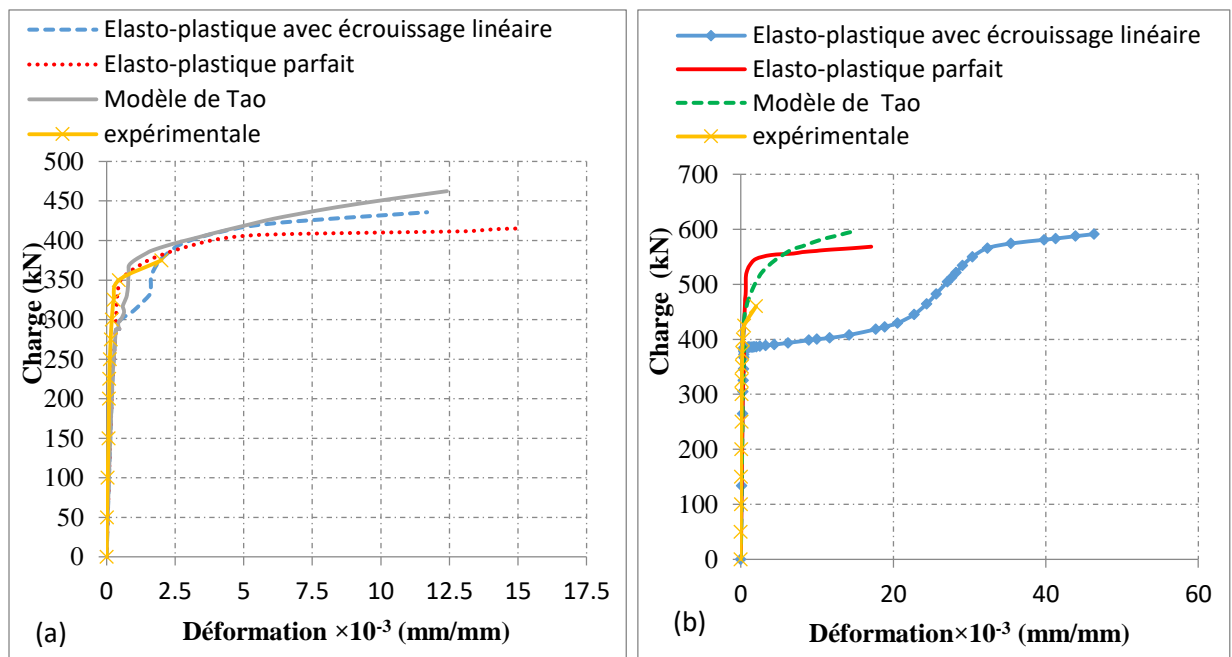 Elasto-plastique avec écrouissage linéaire
Elasto-plastique parfait
Modèle de Tao
expérimentale
500
450
400
350
300
250
200
150
100
50
0
Charge (kN)
0 2.5 5 7.5 10 12.5 15 17.5
(a)
Déformation ×10-3 (mm/mm)
Elasto-plastique avec écrouissage linéaire
Elasto-plastique parfait
Modèle de Tao
expérimentale
700
600
500
400
300
200
100
0
Charge (kN)
0 20 40 60
Déformation×10-3 (mm/mm)
(b)